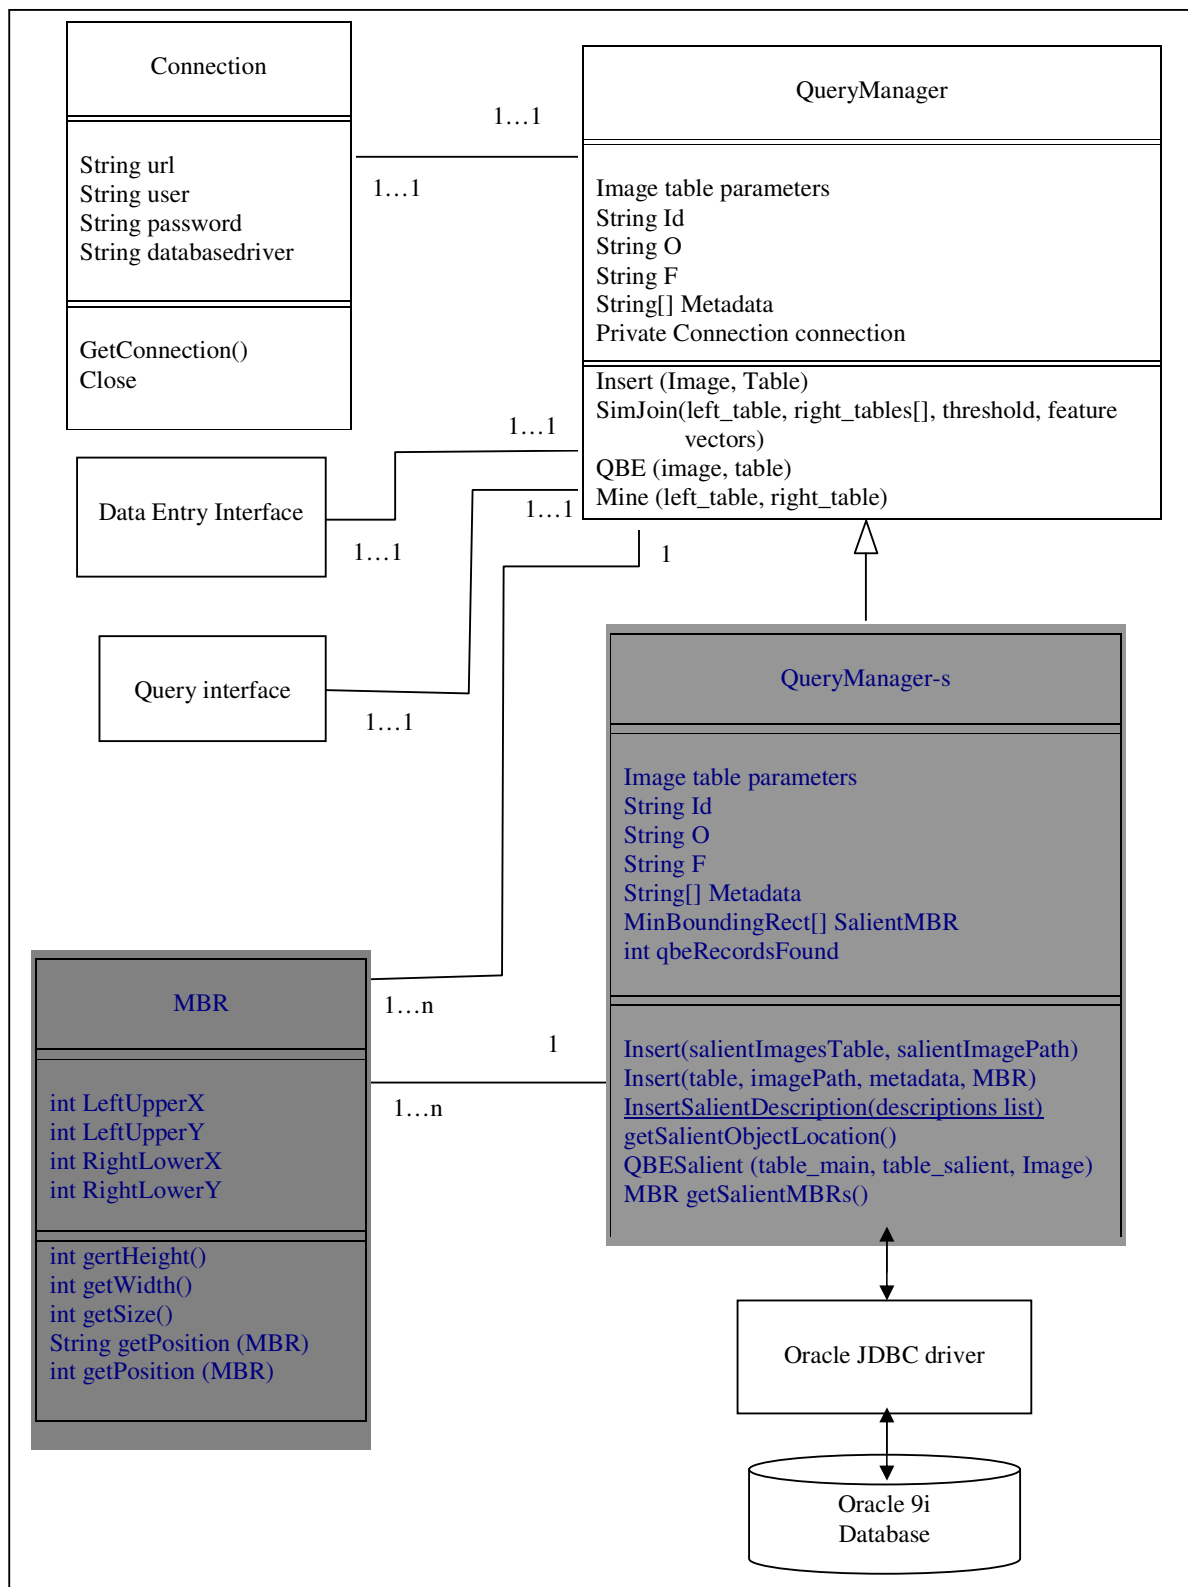 Connection
String url
String user
String password
String databasedriver
GetConnection()
Close
1…1
1…1
QueryManager
Image table parameters
String Id
String O
String F
String[] Metadata
Private Connection connection
Insert (Image, Table)
SimJoin(left_table, right_tables[], threshold, feature
vectors)
QBE (image, table)
Mine (left_table, right_table)
1…1
Data Entry Interface
1…1
1…1
1
Query interface
1…1
QueryManager-s
Image table parameters
String Id
String O
String F
String[] Metadata
MinBoundingRect[] SalientMBR
int qbeRecordsFound
Insert(salientImagesTable, salientImagePath)
Insert(table, imagePath, metadata, MBR)
InsertSalientDescription(descriptions list)
getSalientObjectLocation()
QBESalient (table_main, table_salient, Image)
MBR getSalientMBRs()
1…n
1
1…n
MBR
int LeftUpperX
int LeftUpperY
int RightLowerX
int RightLowerY
int gertHeight()
int getWidth()
int getSize()
String getPosition (MBR)
int getPosition (MBR)
Oracle JDBC driver
Oracle 9i
Database